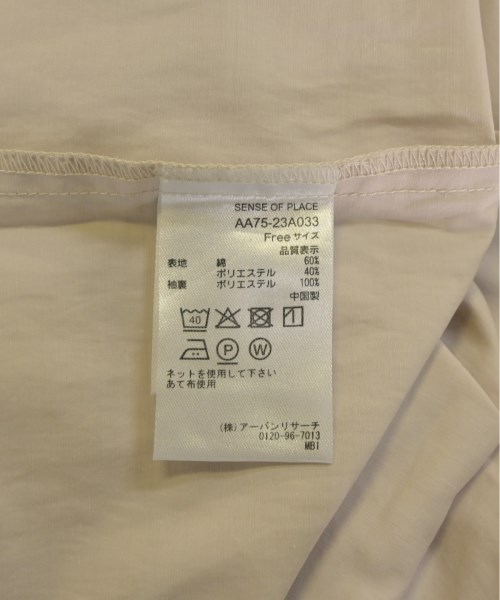 SENSE OF PLACE
AA75-23A033
Free サイズ
品質表示
表地 綿 60%
ポリエステル 40%
袖裏 ポリエステル 100%
中国製
40
P W
ネットを使用して下さい
あて布使用
(株)アーバンリサーチ
0120-96-7013
MBI